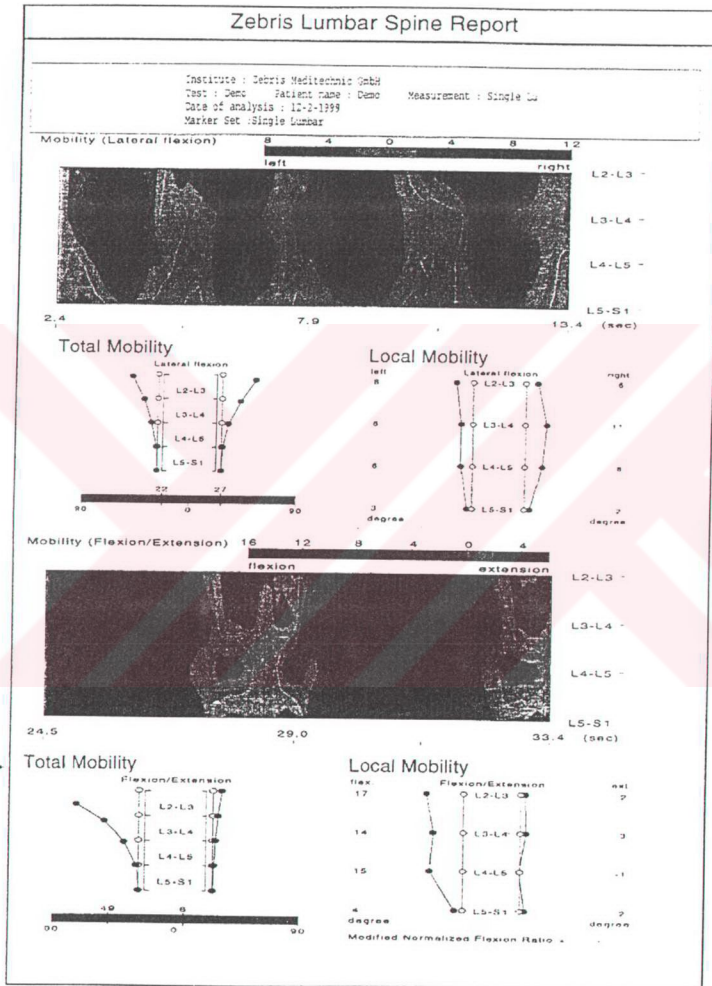 Zebris Lumbar Spine Report
Institute : Zebris Meditechnic GmbH
Test : Demo Patient name : Demo Measurement : Single Lu
Date of analysis : 12-2-1999
Marker Set :Single Lumbar
Mobility (Lateral flexion) 8 4 0 4 8 12
left right
L2-L3 -
L3-L4 -
L4-L5 -
L5-S1 -
2.4 7.9 13.4 (sec)
Total Mobility
Lateral flexion
L2-L3
L3-L4
L4-L5
L5-S1
22 27
90 0 90
Local Mobility
left Lateral flexion right
8 L2-L3 6
6 L3-L4
6 L4-L5 8
3 L5-S1 2
degree degree
Mobility (Flexion/Extension) 16 12 8 4 0 4
flexion extension
L2-L3 -
L3-L4 -
L4-L5 -
L5-S1 -
24.5 29.0 33.4 (sec)
Total Mobility
Flexion/Extension
L2-L3
L3-L4
L4-L5
L5-S1
49 6
90 0 90
Local Mobility
flex. Flexion/Extension ext
17 L2-L3 2
14 L3-L4 3
15 L4-L5 -1
4 L5-S1 2
degree degree
Modified Normalized Flexion Ratio